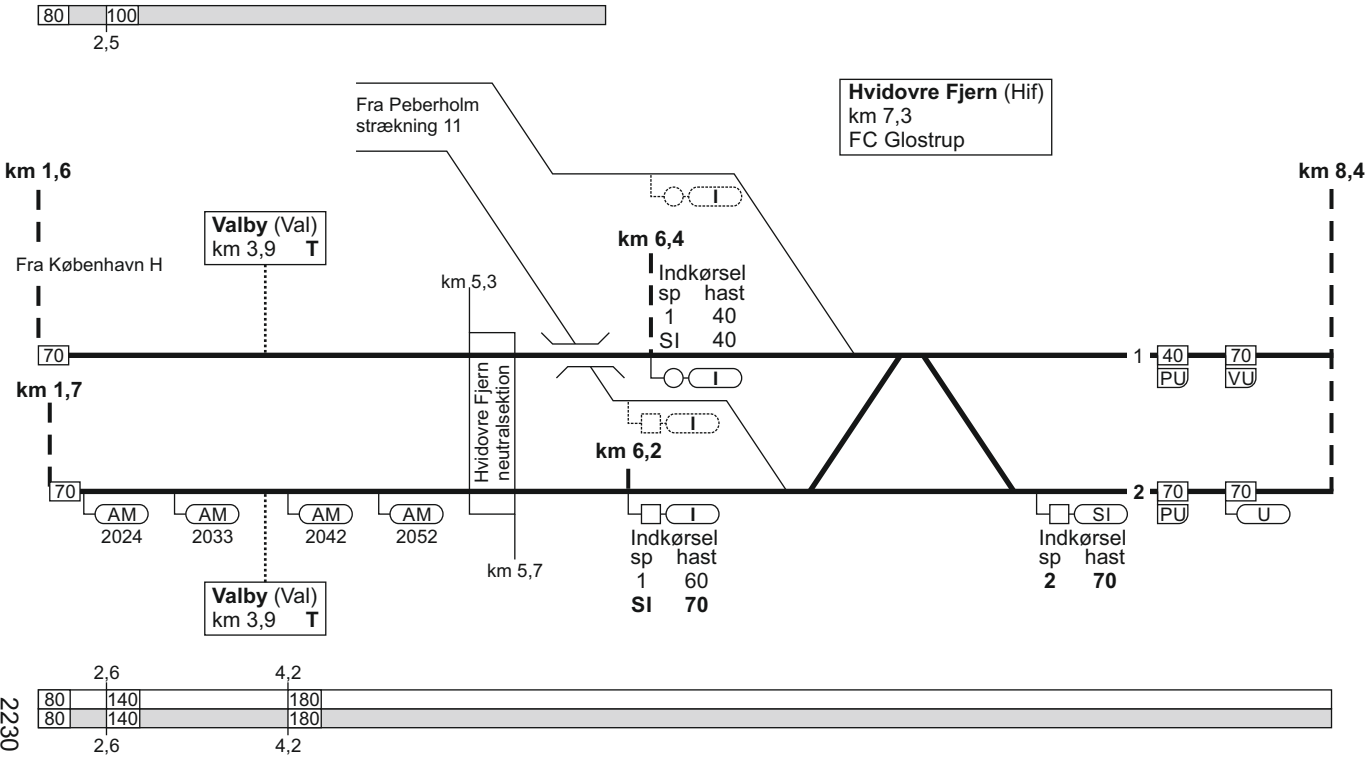 80 100
2,5
Fra Peberholm
strækning 11
Hvidovre Fjern (Hif)
km 7,3
FC Glostrup
km 1,6
km 8,4
I
Valby (Val)
km 3,9 T
km 6,4
Fra København H
Indkørsel
sp hast
1 40
SI 40
km 5,3
70
1 40 70
PU VU
I
km 1,7
Hvidovre Fjern
neutralsektion
I
km 6,2
70
2 70 70
AM AM AM AM
2024 2033 2042 2052
I
SI
PU U
Indkørsel
sp hast
1 60
SI 70
Indkørsel
sp hast
2 70
km 5,7
Valby (Val)
km 3,9 T
2,6 4,2
80 140 180
80 140 180
2,6 4,2
2230